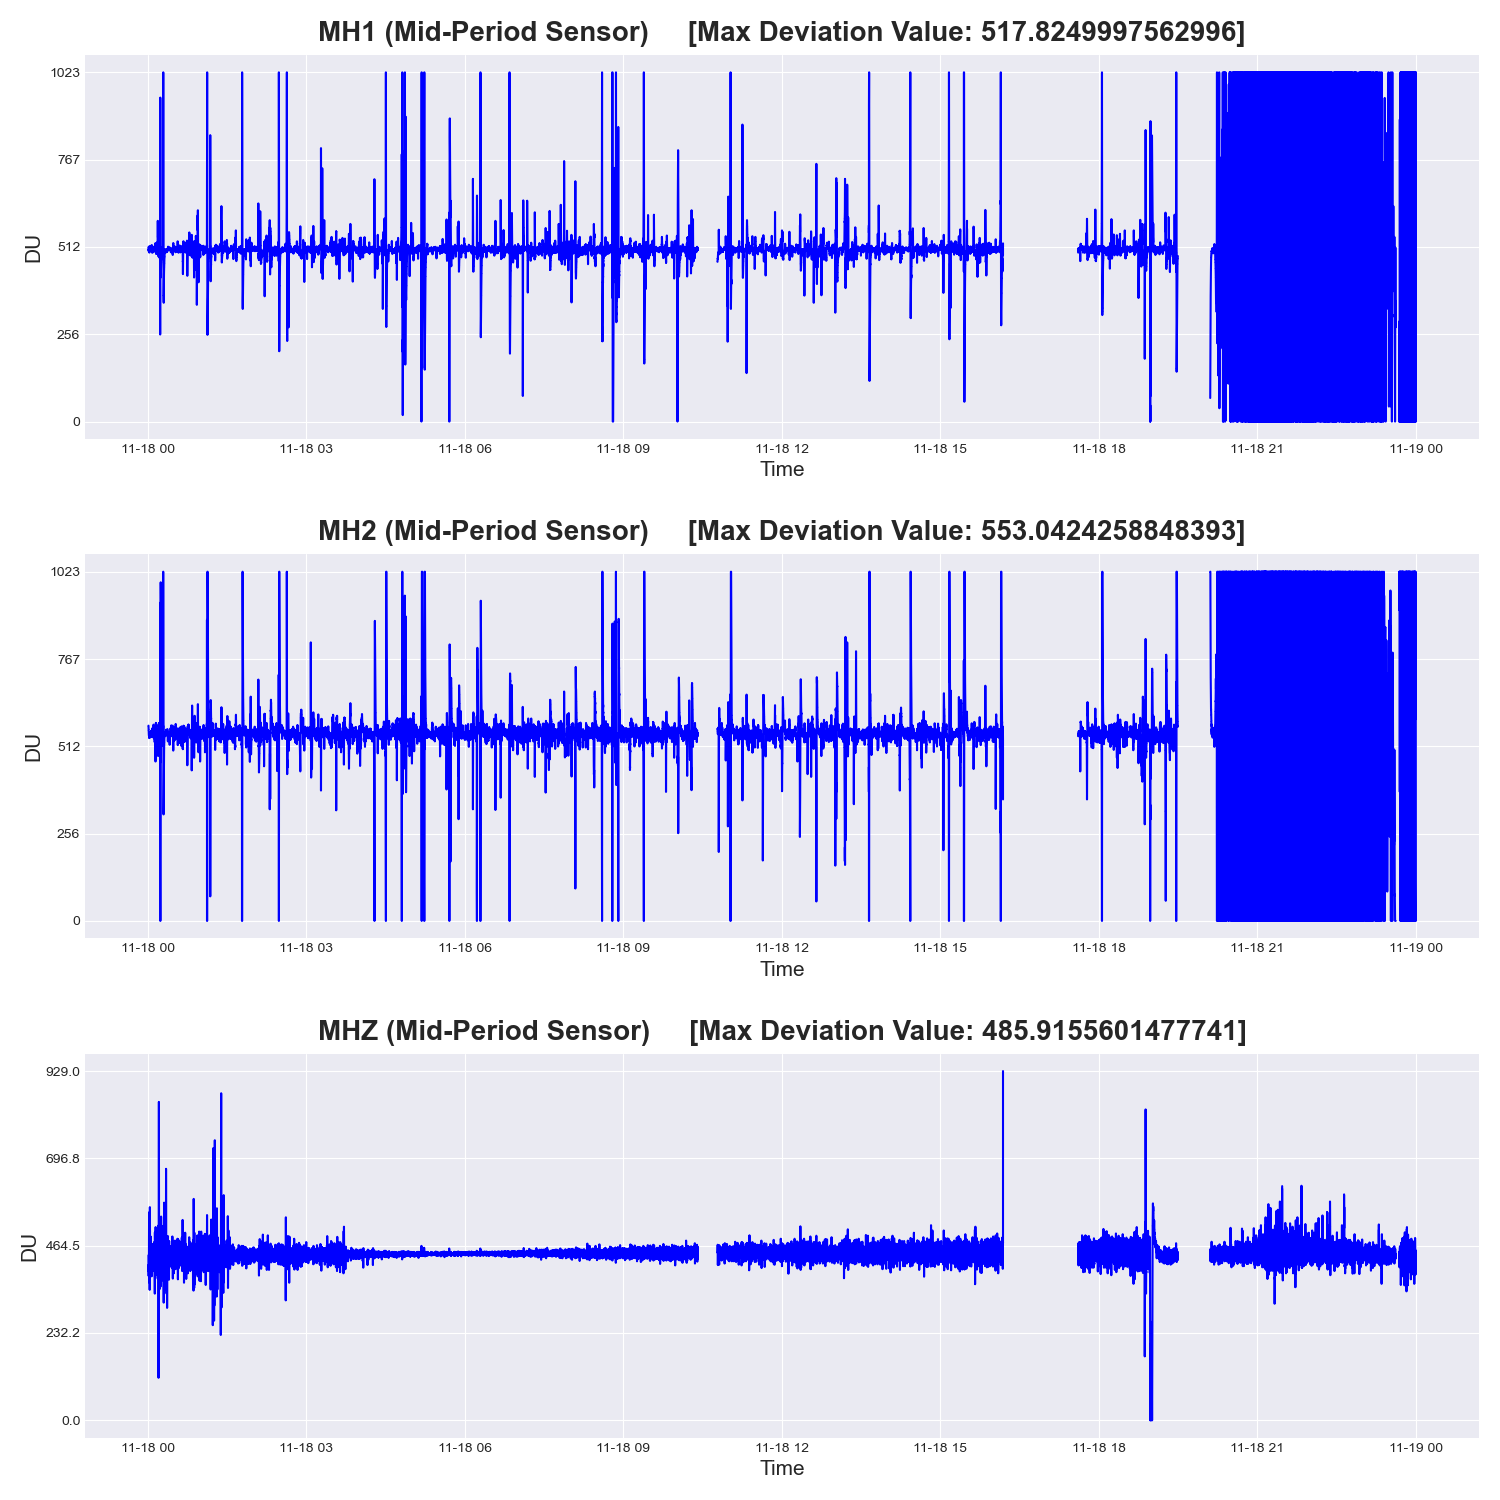 MH1 (Mid-Period Sensor) [Max Deviation Value: 517.8249997562996]
1023
767
512
256
0
DU
11-18 00 11-18 03 11-18 06 11-18 09 11-18 12 11-18 15 11-18 18 11-18 21 11-19 00
Time
MH2 (Mid-Period Sensor) [Max Deviation Value: 553.0424258848393]
1023
767
512
256
0
DU
11-18 00 11-18 03 11-18 06 11-18 09 11-18 12 11-18 15 11-18 18 11-18 21 11-19 00
Time
MHZ (Mid-Period Sensor) [Max Deviation Value: 485.9155601477741]
929.0
696.8
464.5
232.2
0.0
DU
11-18 00 11-18 03 11-18 06 11-18 09 11-18 12 11-18 15 11-18 18 11-18 21 11-19 00
Time